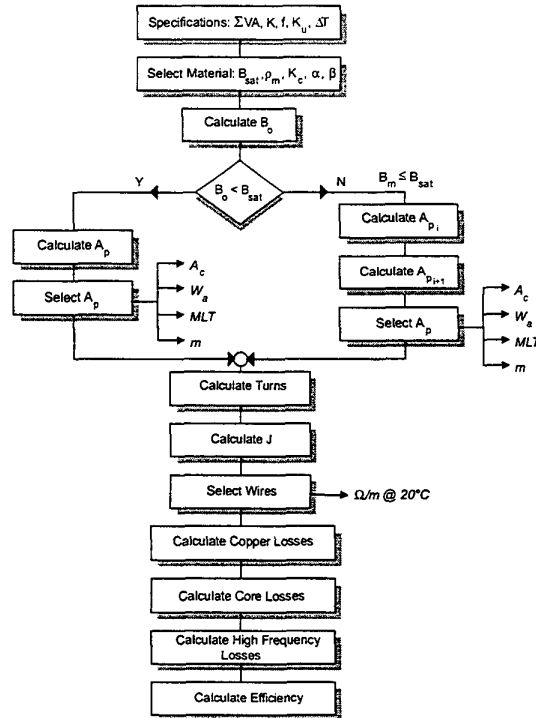 Specifications: ΣVA, K, f, K_u, ΔT
Select Material: B_sat, ρ_m, K_c, α, β
Calculate B_o
Y
B_o < B_sat
N
B_m ≤ B_sat
Calculate A_p
Select A_p
A_c
W_a
MLT
m
Calculate A_p_i
Calculate A_p_i+1
Select A_p
A_c
W_a
MLT
m
Calculate Turns
Calculate J
Select Wires
Ω/m @ 20°C
Calculate Copper Losses
Calculate Core Losses
Calculate High Frequency
Losses
Calculate Efficiency